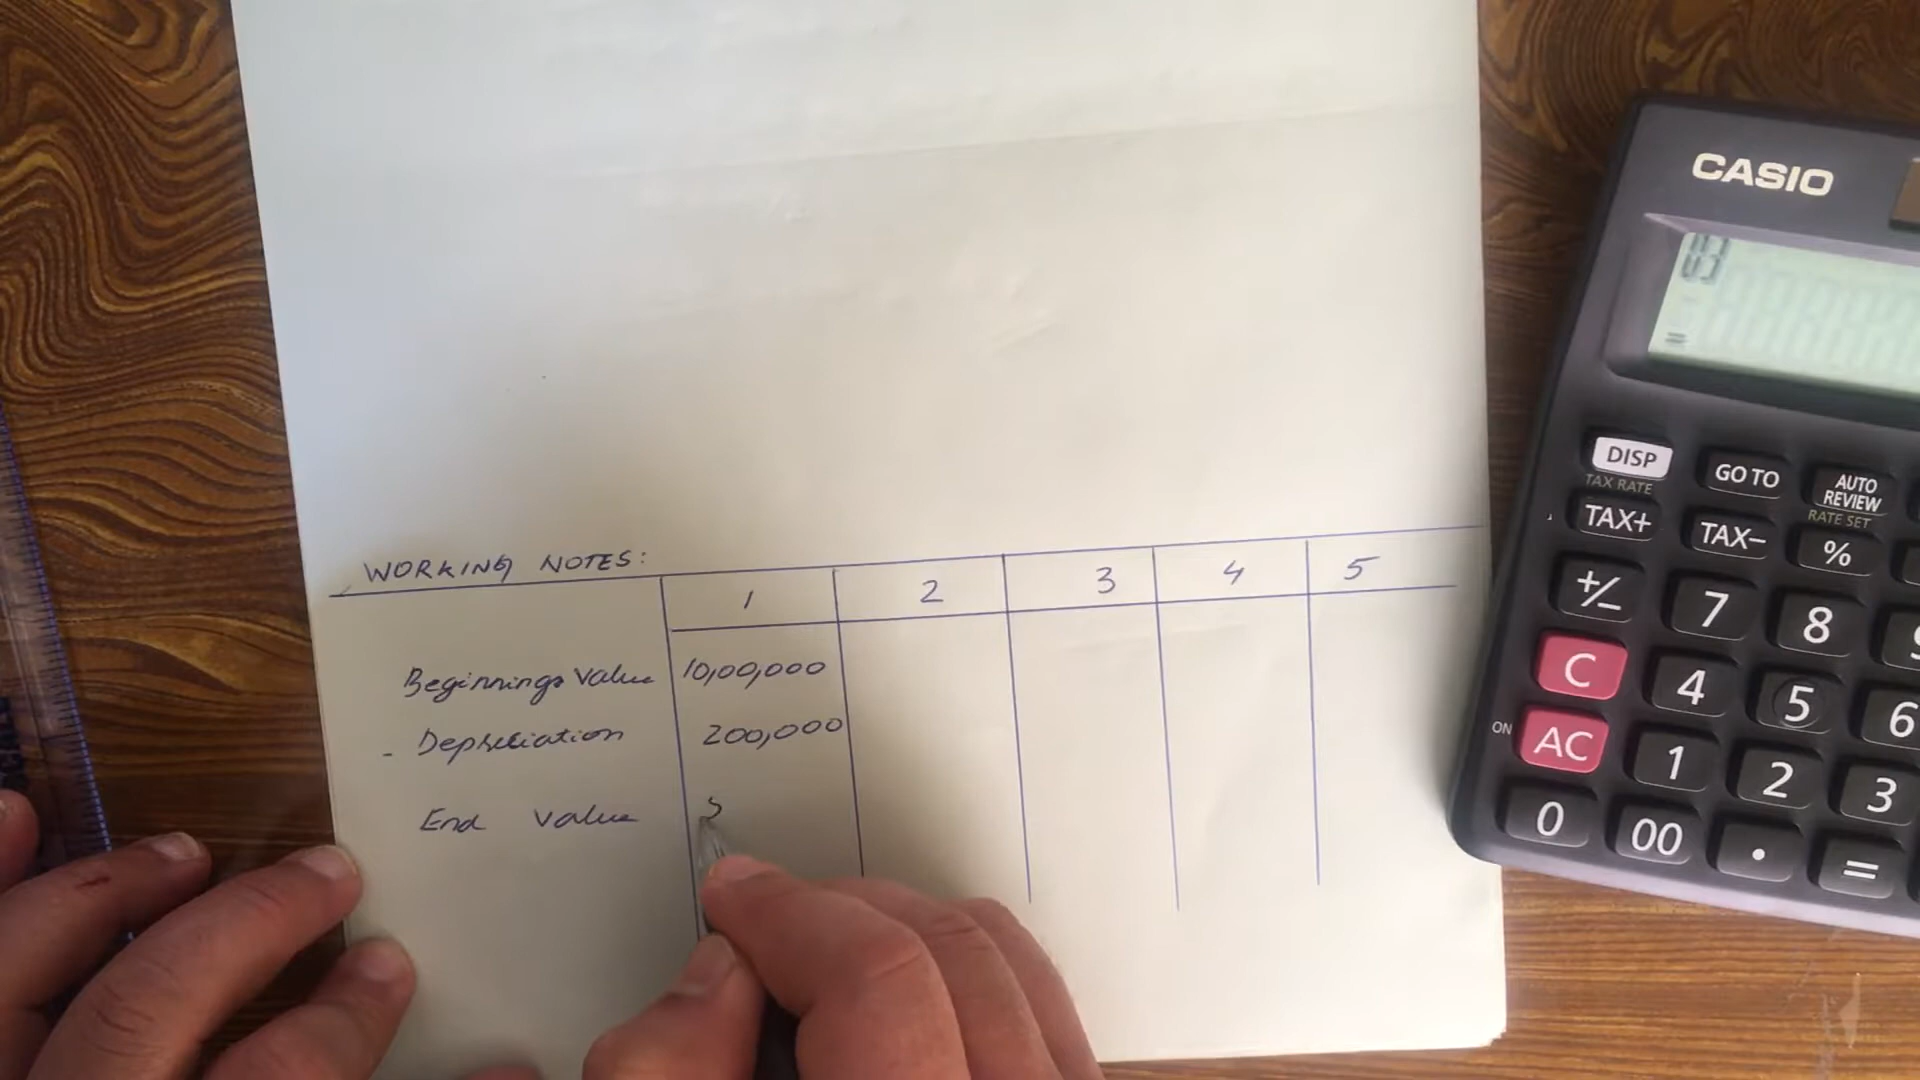 CASIO
DISP
GO TO
AUTO REVIEW
TAX RATE
RATE SET
TAX+
TAX-
%
+/-
7
8
C
4
5
6
ON
AC
1
2
3
0
00
.
=
WORKING NOTES:
1 2 3 4 5
Beginnings Value 10,00,000
- Depreciation 200,000
End Value